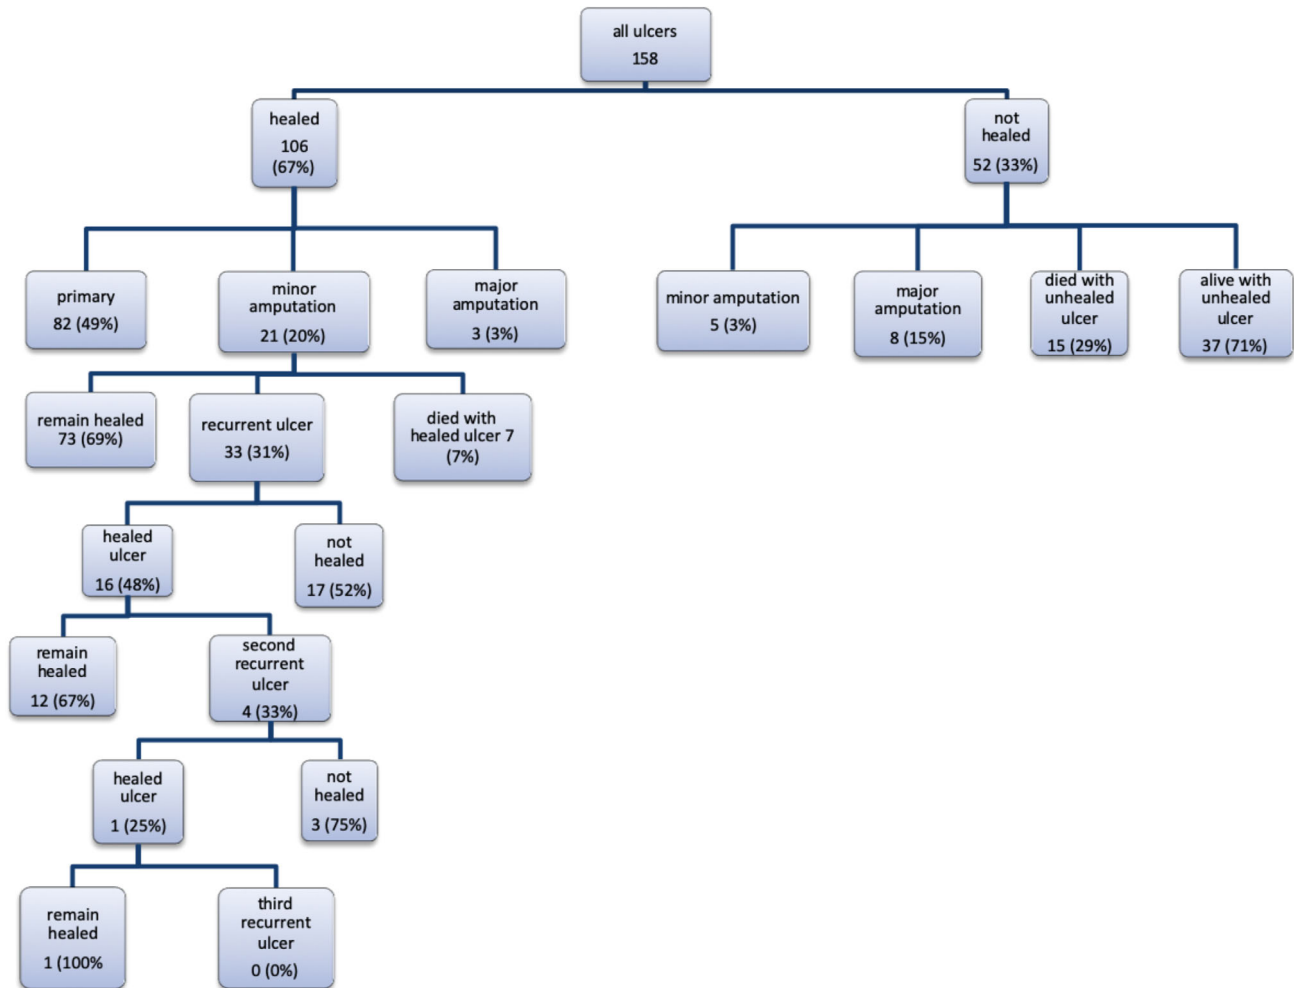 all ulcers
158
healed
106
(67%)
not
healed
52 (33%)
primary
82 (49%)
minor
amputation
21 (20%)
major
amputation
3 (3%)
minor amputation
5 (3%)
major
amputation
8 (15%)
died with
unhealed
ulcer
15 (29%)
alive with
unhealed
ulcer
37 (71%)
remain healed
73 (69%)
recurrent ulcer
33 (31%)
died with
healed ulcer 7
(7%)
healed
ulcer
16 (48%)
not
healed
17 (52%)
remain
healed
12 (67%)
second
recurrent
ulcer
4 (33%)
healed
ulcer
1 (25%)
not
healed
3 (75%)
remain
healed
1 (100%
third
recurrent
ulcer
0 (0%)